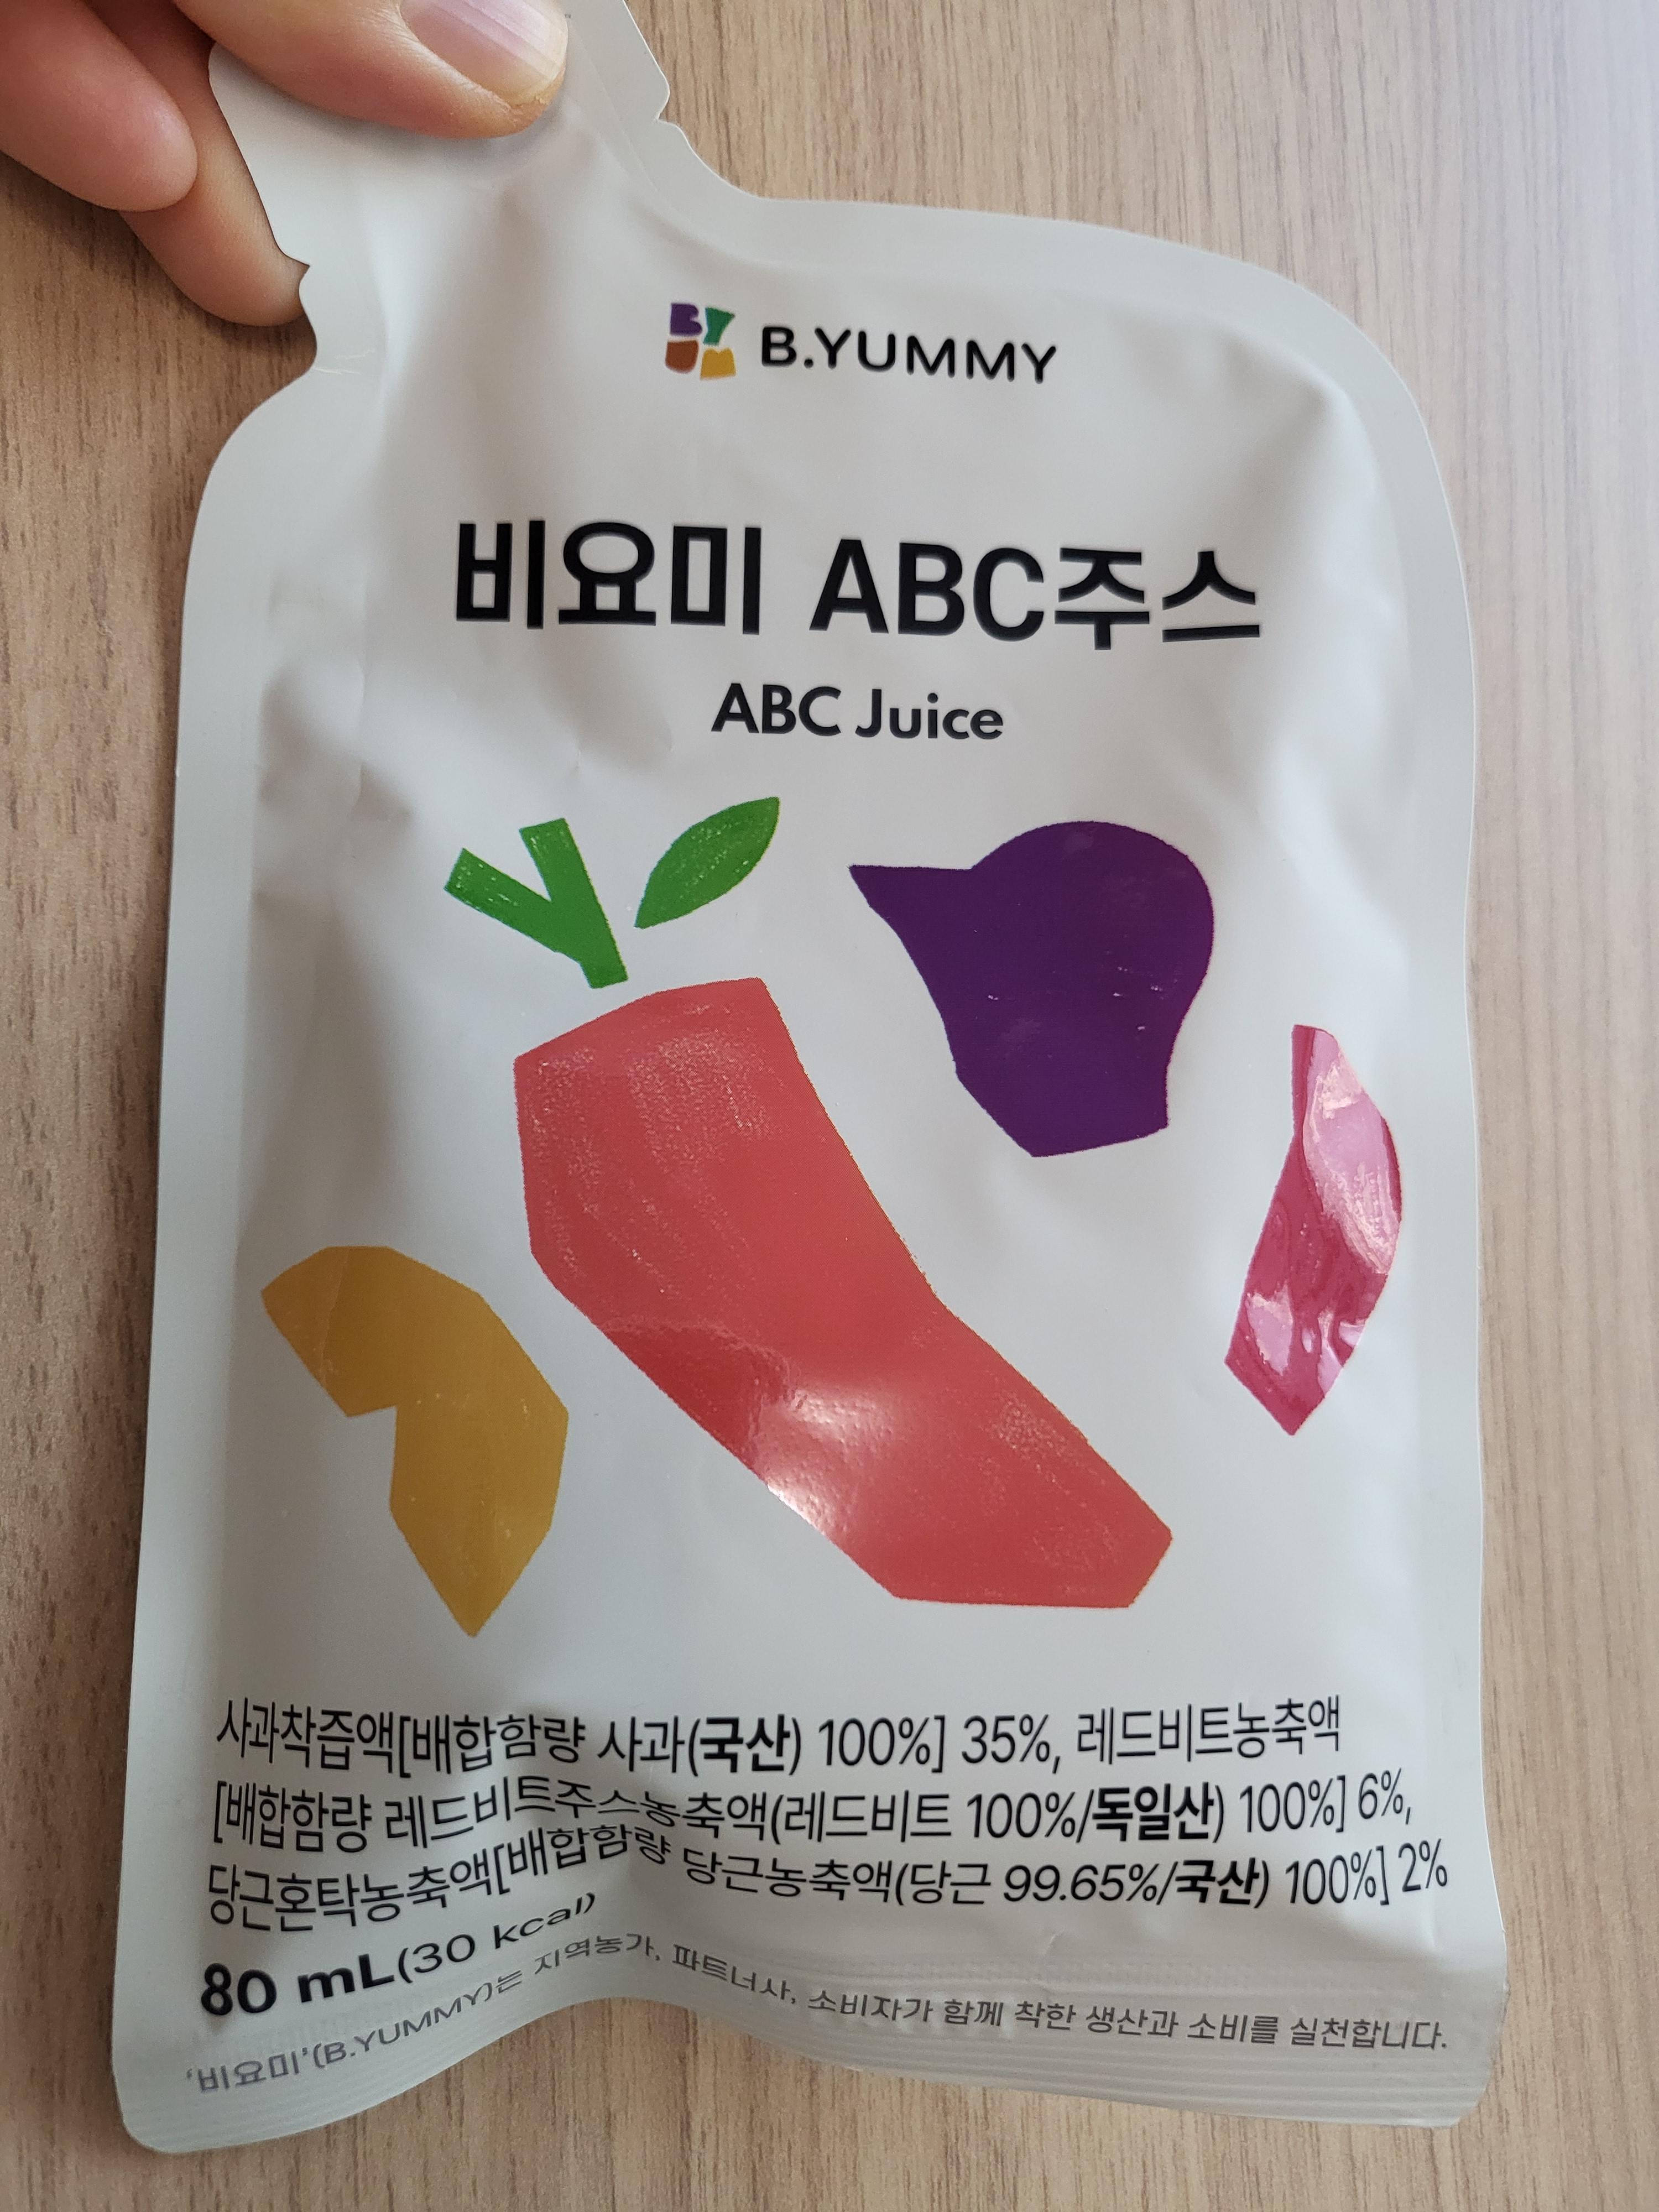 BYUM B.YUMMY
비요미 ABC주스
ABC Juice
사과착즙액[배합함량 사과(국산) 100%] 35%, 레드비트농축액
[배합함량 레드비트주스농축액(레드비트 100%/독일산) 100%] 6%,
당근혼탁농축액[배합함량 당근농축액(당근 99.65%/국산) 100%] 2%
80 mL(30 kcal)
'비요미'(B.YUMMY)는 지역농가, 파트너사, 소비자가 함께 착한 생산과 소비를 실천합니다.